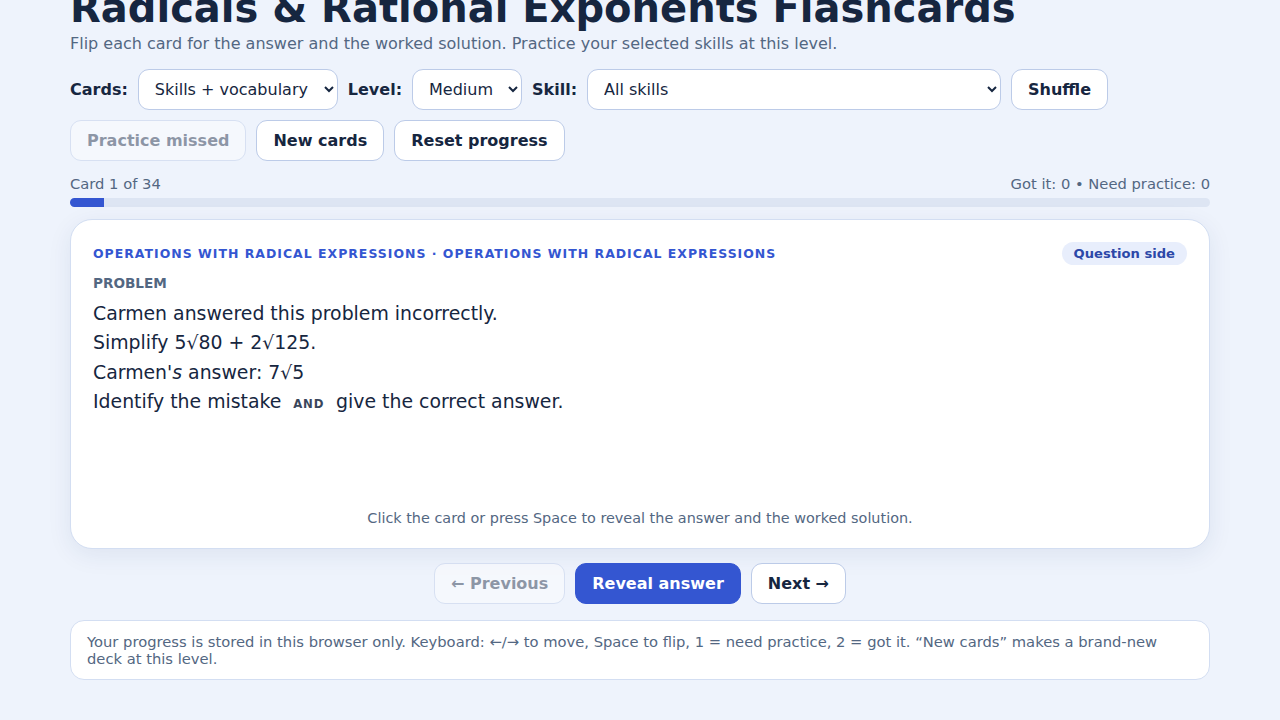 Radicals & Rational Exponents Flashcards
Flip each card for the answer and the worked solution. Practice your selected skills at this level.
Cards: Skills + vocabulary Level: Medium Skill: All skills Shuffle
Practice missed New cards Reset progress
Card 1 of 34 Got it: 0 • Need practice: 0
OPERATIONS WITH RADICAL EXPRESSIONS · OPERATIONS WITH RADICAL EXPRESSIONS Question side
PROBLEM
Carmen answered this problem incorrectly.
Simplify 5√80 + 2√125.
Carmen's answer: 7√5
Identify the mistake AND give the correct answer.
Click the card or press Space to reveal the answer and the worked solution.
← Previous Reveal answer Next →
Your progress is stored in this browser only. Keyboard: ←/→ to move, Space to flip, 1 = need practice, 2 = got it. “New cards” makes a brand-new
deck at this level.